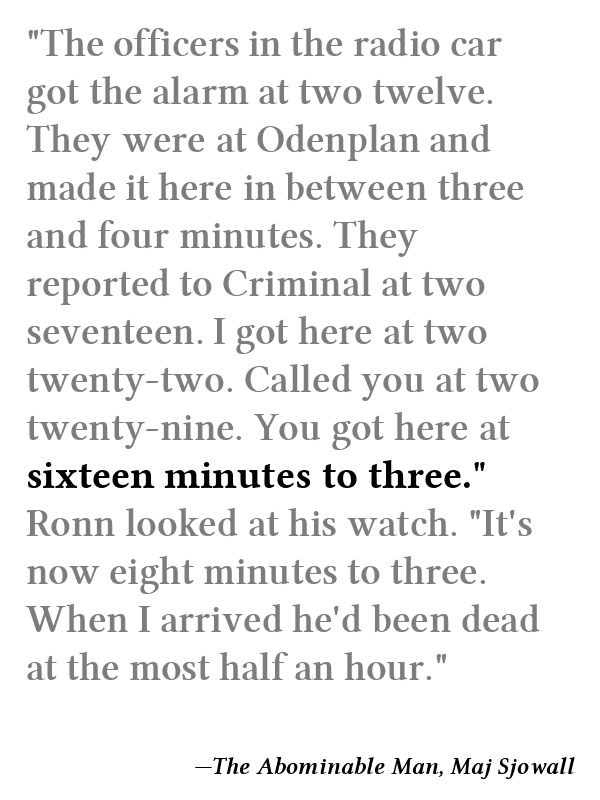 "The officers in the radio car
got the alarm at two twelve.
They were at Odenplan and
made it here in between three
and four minutes. They
reported to Criminal at two
seventeen. I got here at two
twenty-two. Called you at two
twenty-nine. You got here at
sixteen minutes to three."
Ronn looked at his watch. "It's
now eight minutes to three.
When I arrived he'd been dead
at the most half an hour."
—The Abominable Man, Maj Sjowall